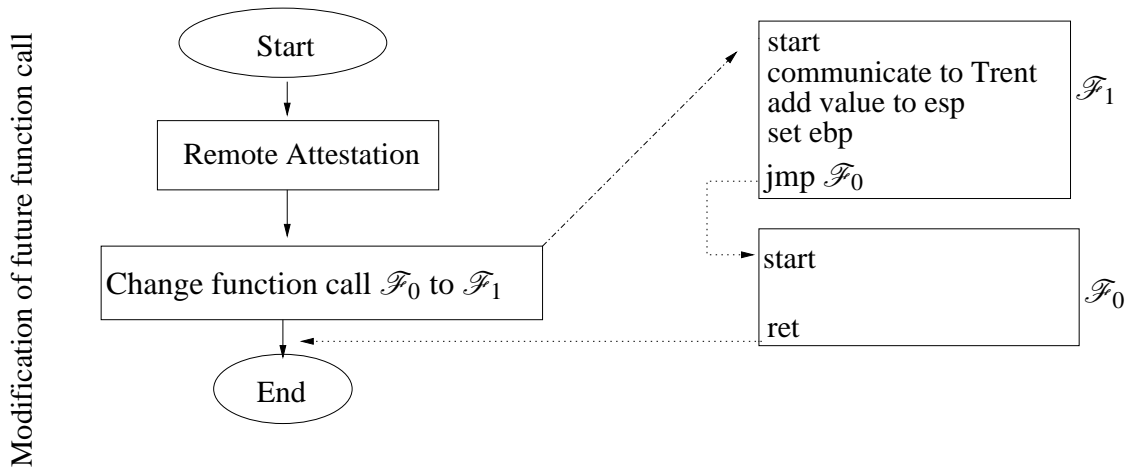 Modification of future function call
Start
Remote Attestation
Change function call ℱ₀ to ℱ₁
End
start
communicate to Trent
add value to esp
set ebp
jmp ℱ₀
ℱ₁
start
ret
ℱ₀